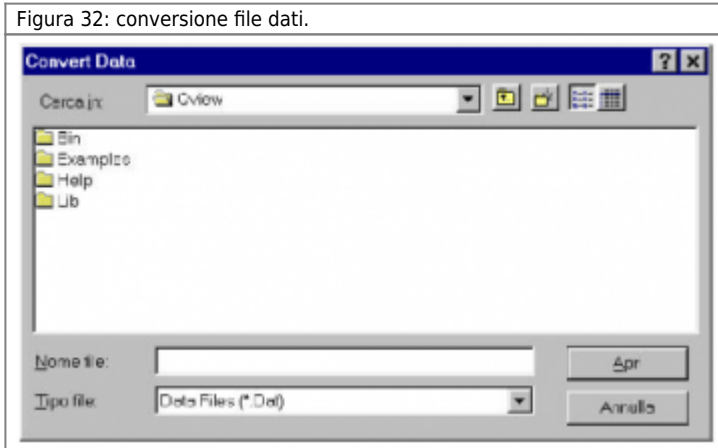 Figura 32: conversione file dati.
Convert Data
Cerca in:
Cview
Bin
Examples
Help
Lib
Nome file:
Apri
Tipo file:
Data Files (*.Dat)
Annulla